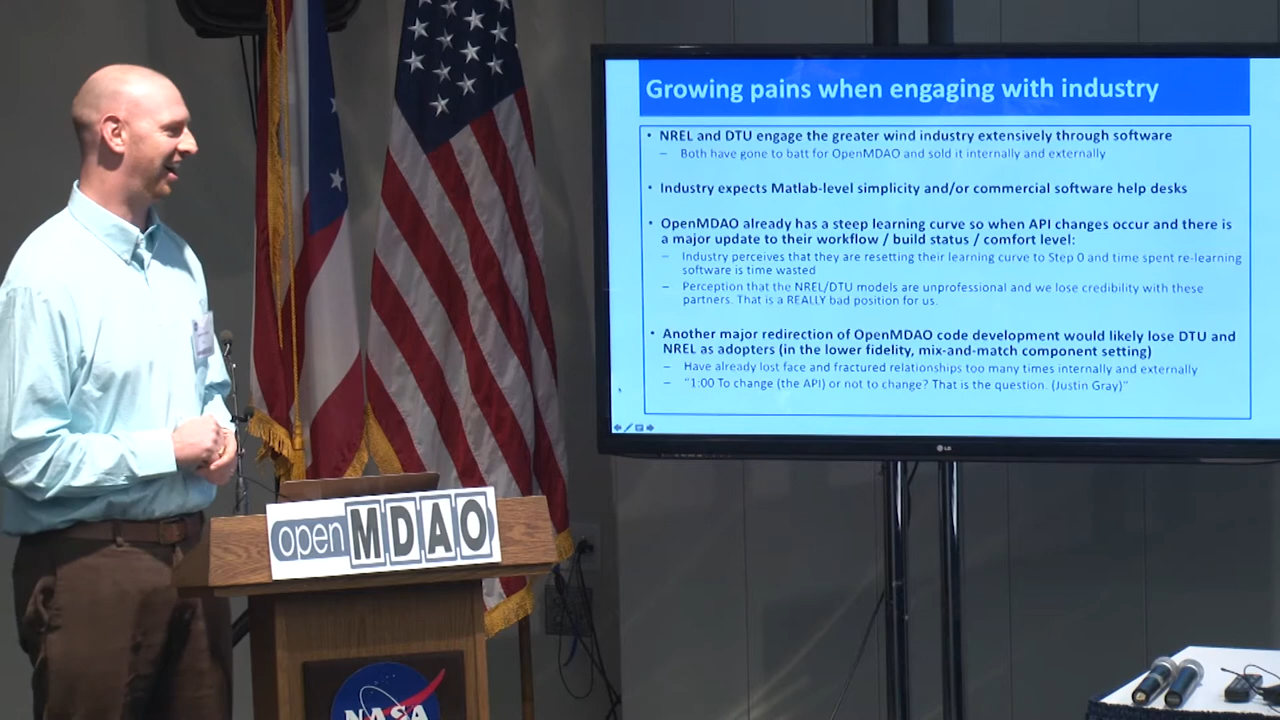 Growing pains when engaging with industry
• NREL and DTU engage the greater wind industry extensively through software
– Both have gone to batt for OpenMDAO and sold it internally and externally
• Industry expects Matlab-level simplicity and/or commercial software help desks
• OpenMDAO already has a steep learning curve so when API changes occur and there is
a major update to their workflow / build status / comfort level:
– Industry perceives that they are resetting their learning curve to Step 0 and time spent re-learning
software is time wasted
– Perception that the NREL/DTU models are unprofessional and we lose credibility with these
partners. That is a REALLY bad position for us.
• Another major redirection of OpenMDAO code development would likely lose DTU and
NREL as adopters (in the lower fidelity, mix-and-match component setting)
– Have already lost face and fractured relationships too many times internally and externally
– "1:00 To change (the API) or not to change? That is the question. (Justin Gray)"
LG
openMDAO
NASA